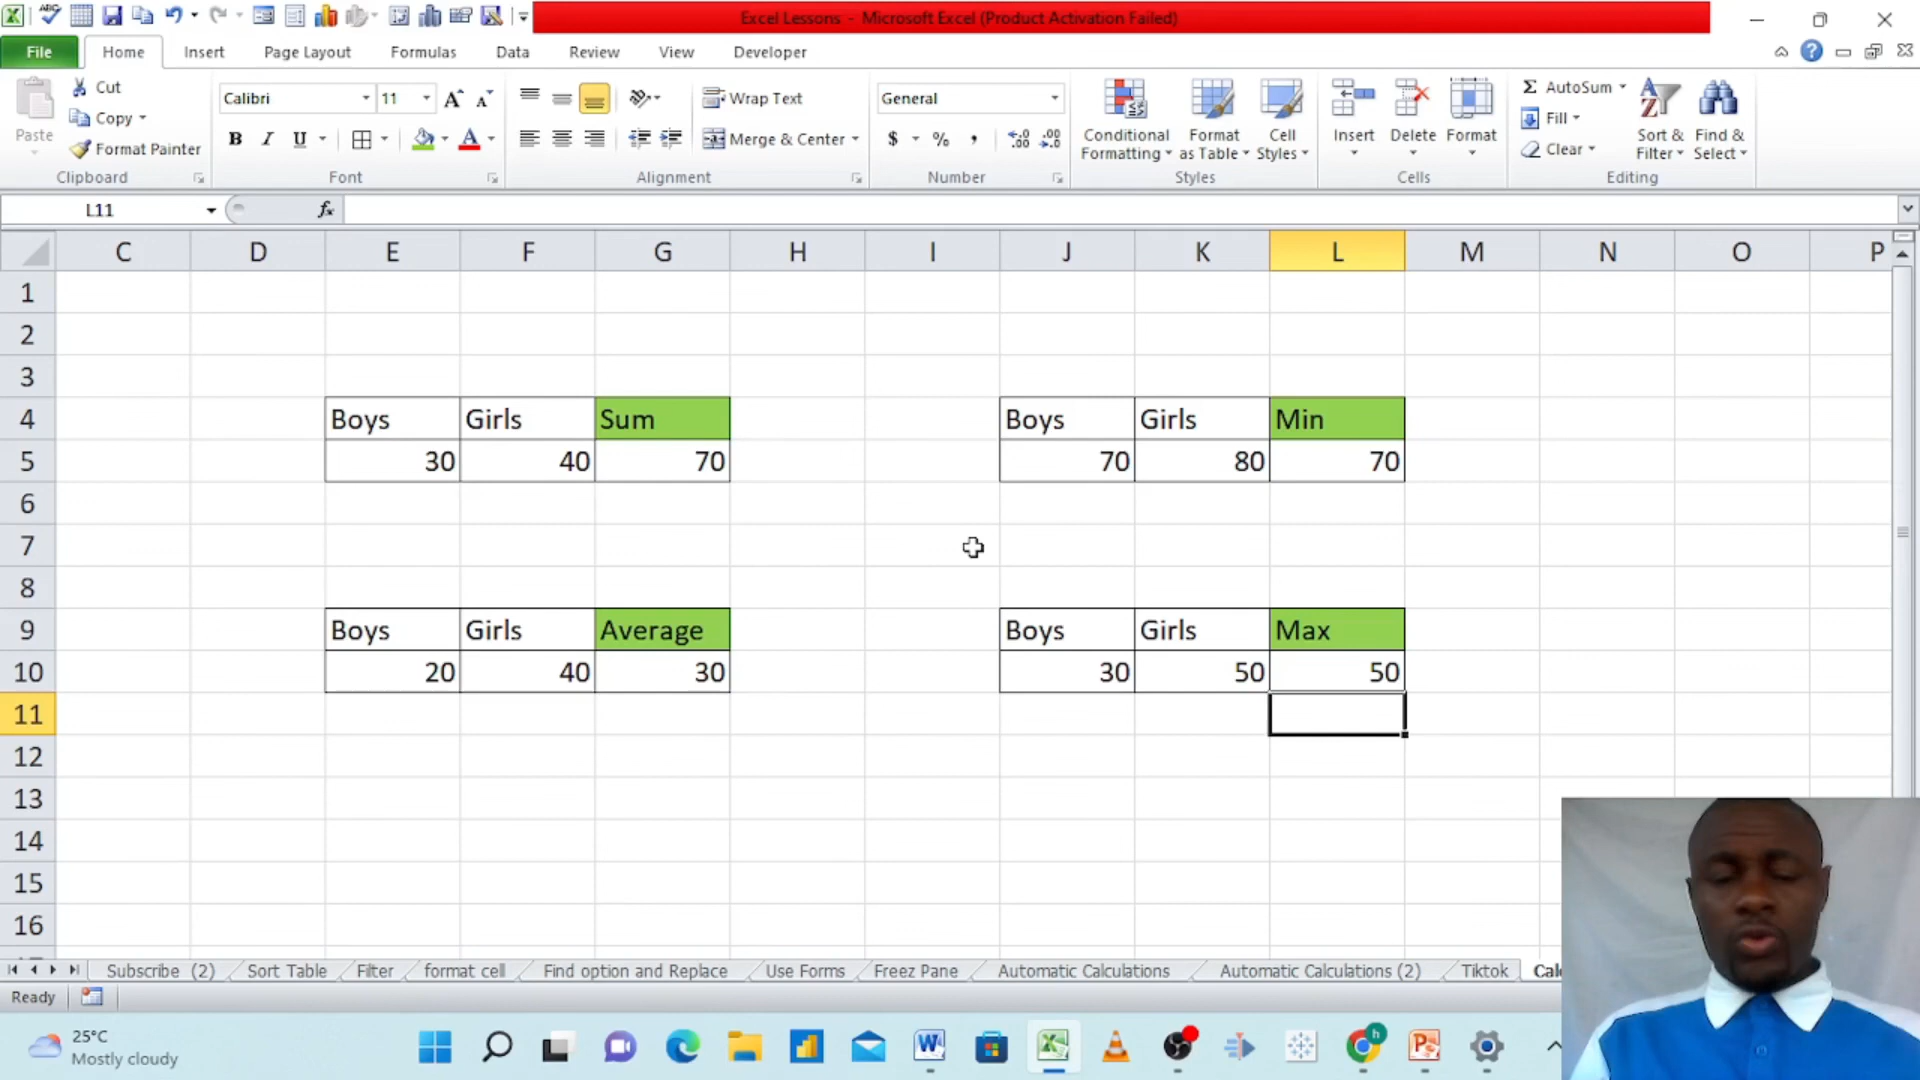 Excel Lessons - Microsoft Excel (Product Activation Failed)
File Home Insert Page Layout Formulas Data Review View Developer
Paste
Cut
Copy
Format Painter
Clipboard
Calibri 11
B I U
Font
Wrap Text
Merge & Center
Alignment
General
$ % ,
Number
Conditional Formatting
Format as Table
Cell Styles
Styles
Insert
Delete
Format
Cells
Σ AutoSum
Fill
Clear
Sort & Filter
Find & Select
Editing
L11 fx
C D E F G H I J K L M N O P
1
2
3
4 Boys Girls Sum Boys Girls Min
5 30 40 70 70 80 70
6
7
8
9 Boys Girls Average Boys Girls Max
10 20 40 30 30 50 50
11
12
13
14
15
16
Subscribe (2) Sort Table Filter format cell Find option and Replace Use Forms Freez Pane Automatic Calculations Automatic Calculations (2) Tiktok
Ready
25°C
Mostly cloudy